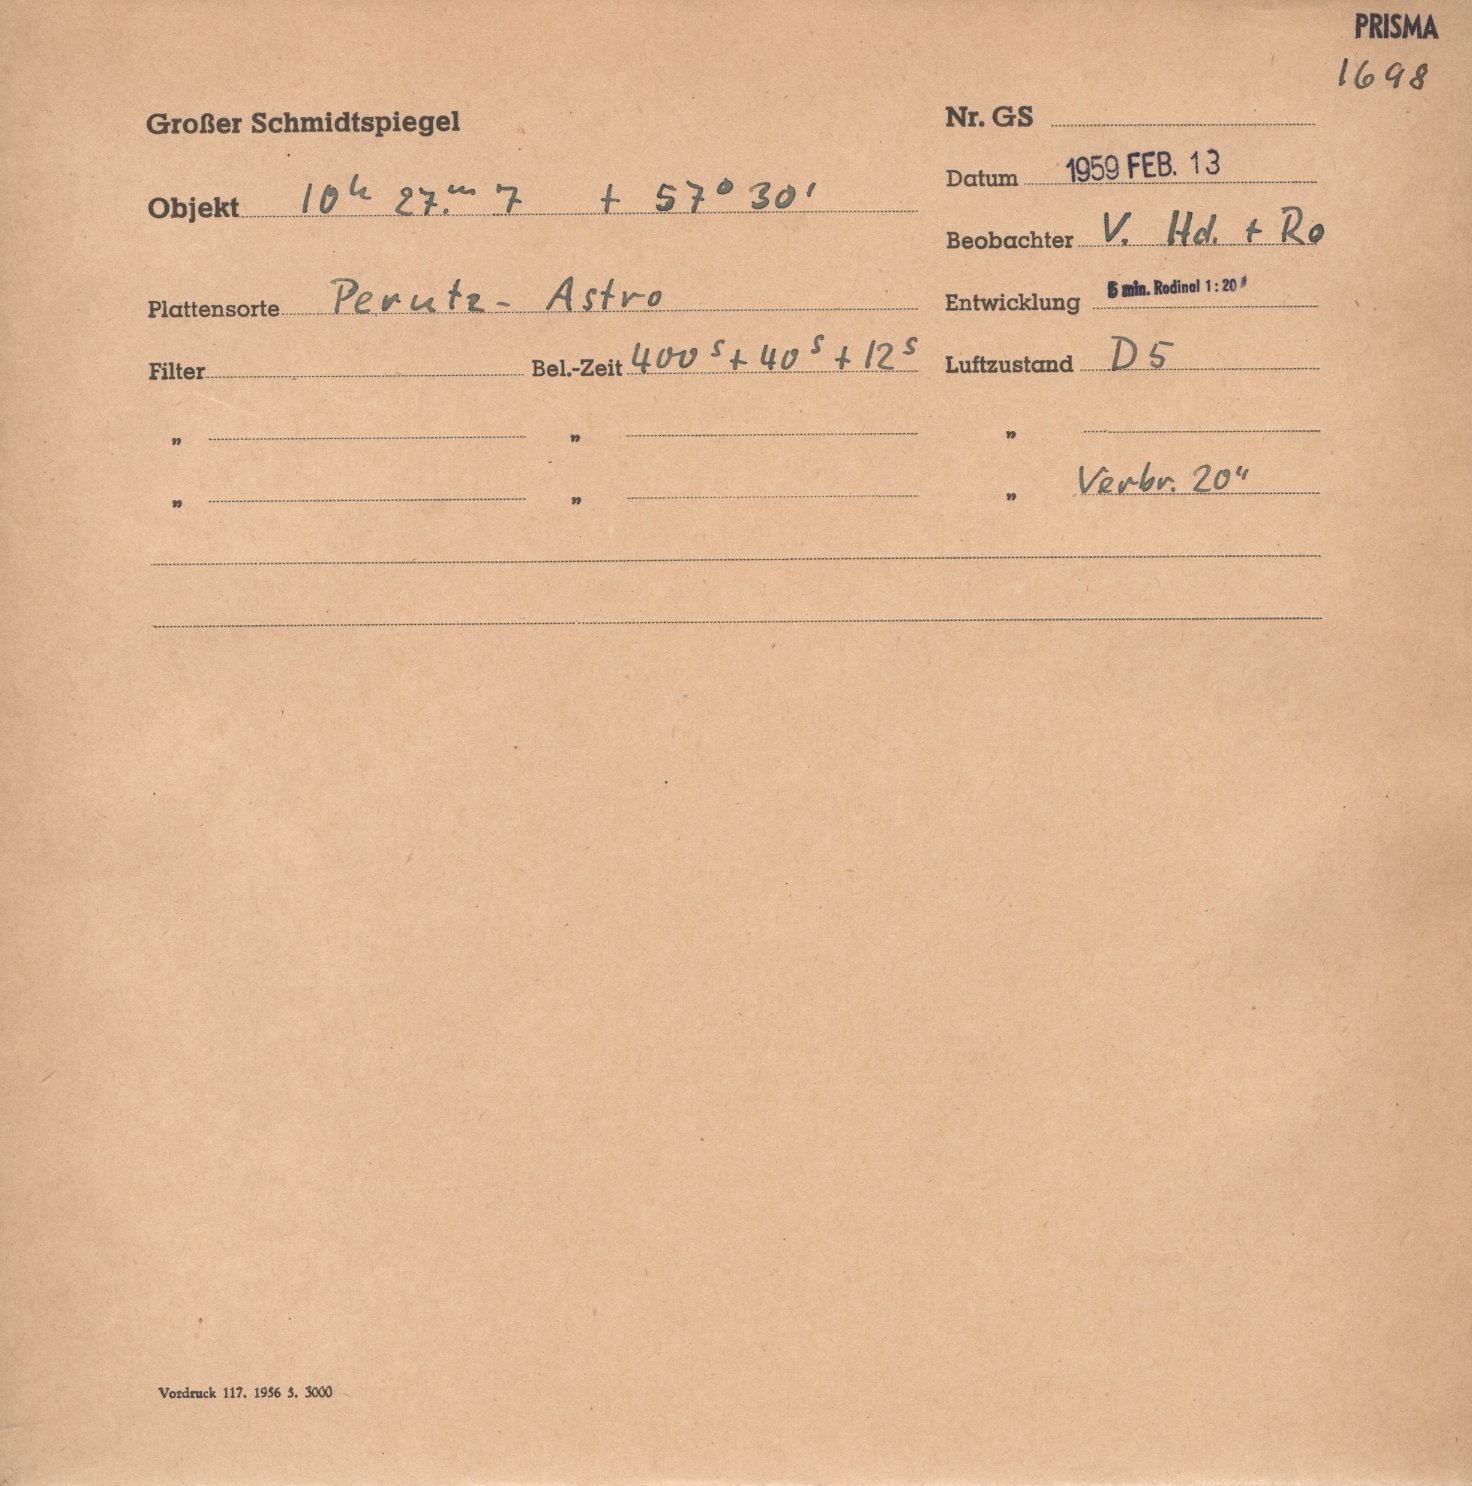 PRISMA
1698
Großer Schmidtspiegel
Nr. GS
Datum 1959 FEB. 13
Objekt 10h 27.m 7 + 57° 30'
Beobachter V. Hd. + Ro
Plattensorte Perutz - Astro
Entwicklung 5 min. Rodinal 1:20
Filter Bel.-Zeit 400s + 40s + 12s
Luftzustand D 5
„ „ „
„ „ „ Verbr. 20"
Vordruck 117. 1956 5. 3000